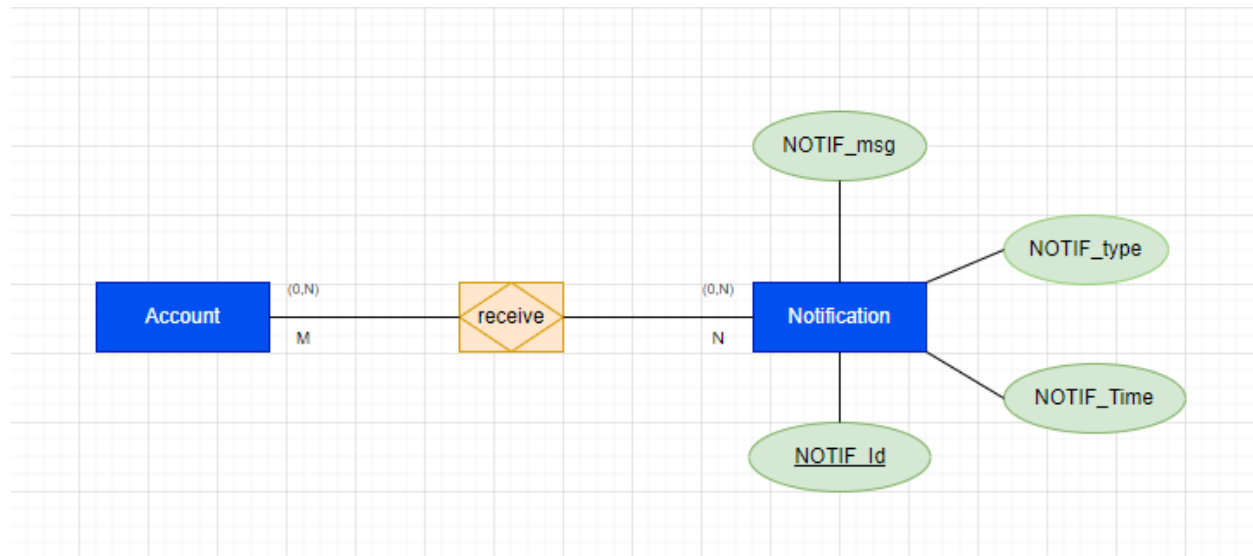 NOTIF_msg
NOTIF_type
(0,N)
(0,N)
Account
receive
Notification
M
N
NOTIF_Time
NOTIF_Id